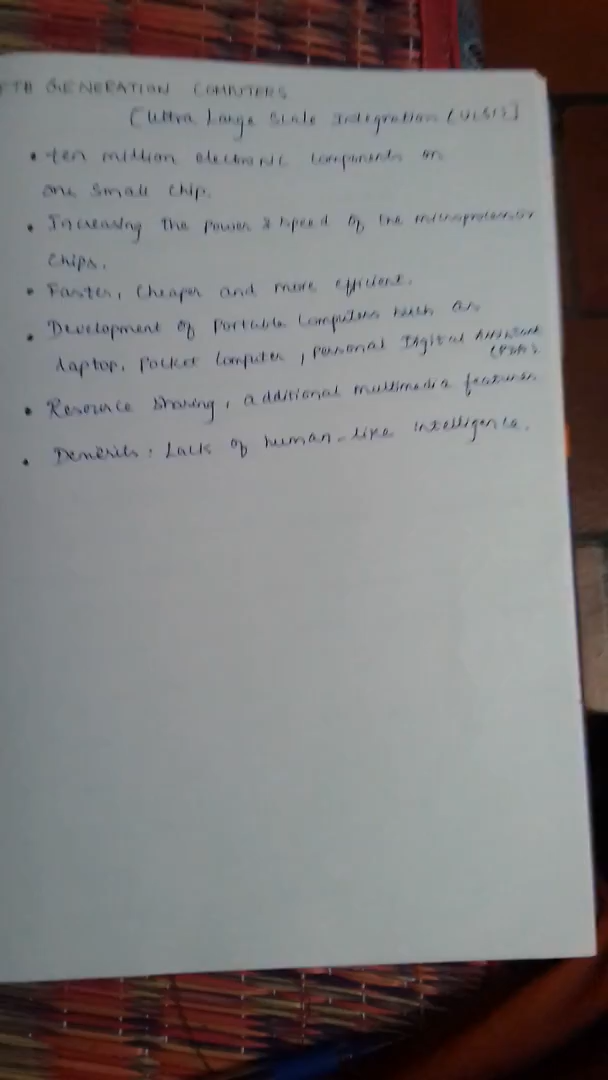 FTH GENERATION COMPUTERS
[Ultra Large Scale Integration (ULSI)]
• ten million electronic components on
one small chip.
• Increasing the power & speed of the microprocessor
chips.
• Faster, Cheaper and more efficient.
• Development of Portable Computers such as
laptop, Pocket Computer, Personal Digital Assistant
(PDA).
• Resource sharing, additional multimedia features
• Demerits: Lack of human-like intelligence.